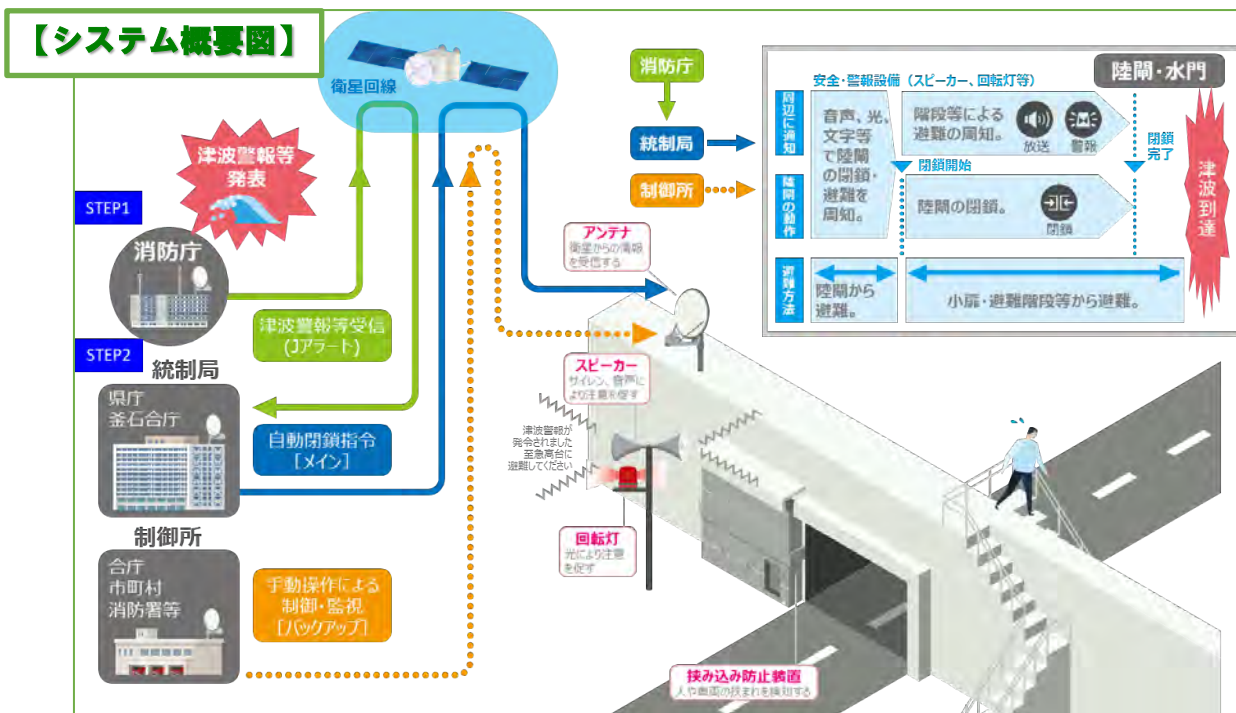 【システム概要図】
衛星回線
津波警報等
発表
STEP1
消防庁
津波警報等受信
(Jアラート)
STEP2
統制局
県庁
釜石合庁
自動閉鎖指令
[メイン]
制御所
合庁
市町村
消防署等
手動操作による
制御・監視
[バックアップ]
消防庁
統制局
制御所
陸閘・水門
安全・警報設備（スピーカー、回転灯等）
周辺に通知
音声、光、
文字等
で陸閘
の閉鎖・
避難を
周知。
階段等による
避難の周知。
放送
警報
閉鎖
完了
閉鎖開始
陸閘の動作
陸閘の閉鎖。
閉鎖
津波到達
避難方法
陸閘から
避難。
小扉・避難階段等から避難。
アンテナ
衛星からの情報
を受信する
スピーカー
サイレン、音声に
より注意を促す
津波警報が
発令されました
至急高台に
避難してください
回転灯
光により注意
を促す
挟み込み防止装置
人や車両の挟まれを検知する